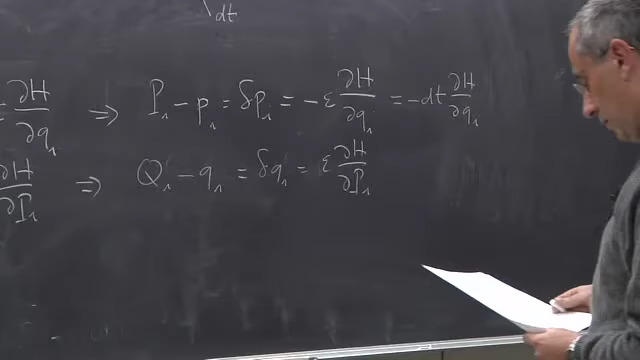 dt
= ∂H/∂q₁ ⇒ P₁ - p₁ = δp₁ = -ε ∂H/∂q₁ = -dt ∂H/∂q₁
∂H/∂P₁ ⇒ Q₁ - q₁ = δq₁ = ε ∂H/∂P₁